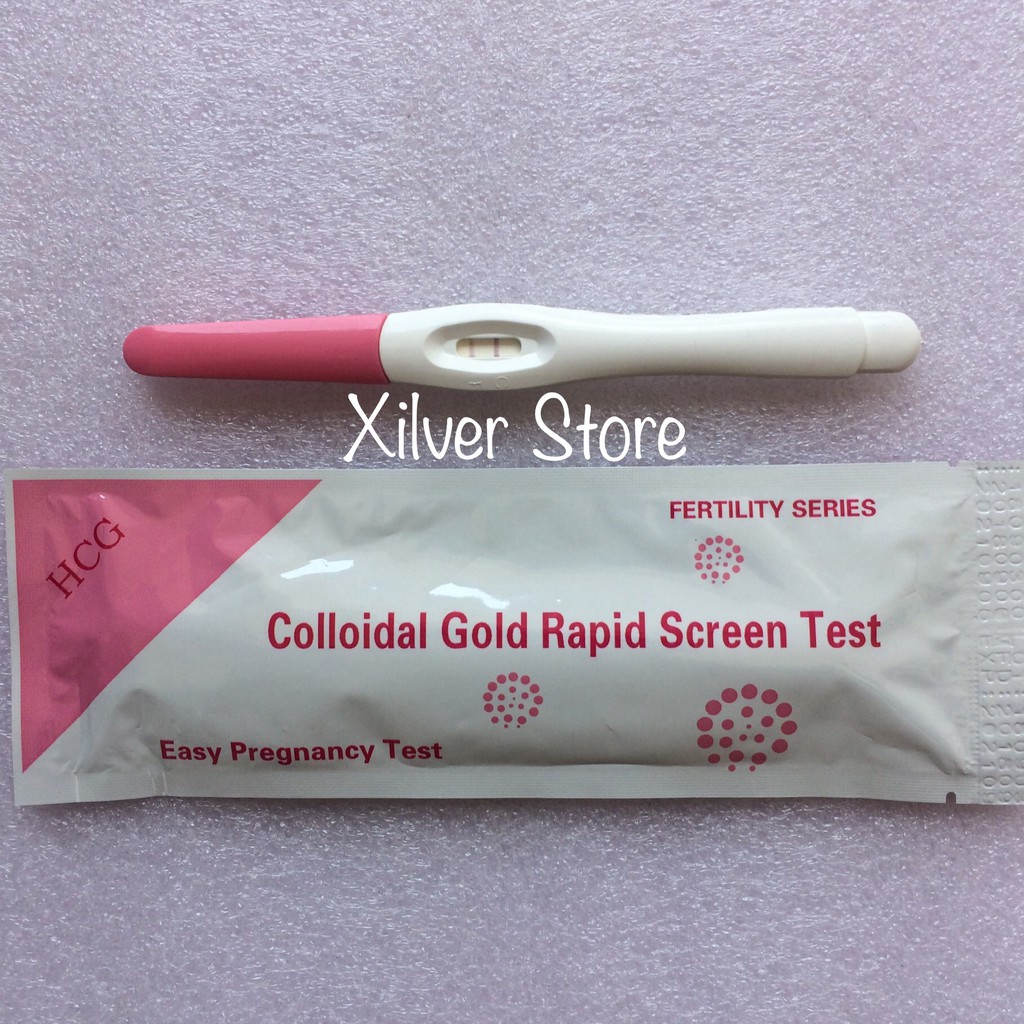 Xilver Store
HCG
FERTILITY SERIES
Colloidal Gold Rapid Screen Test
Easy Pregnancy Test